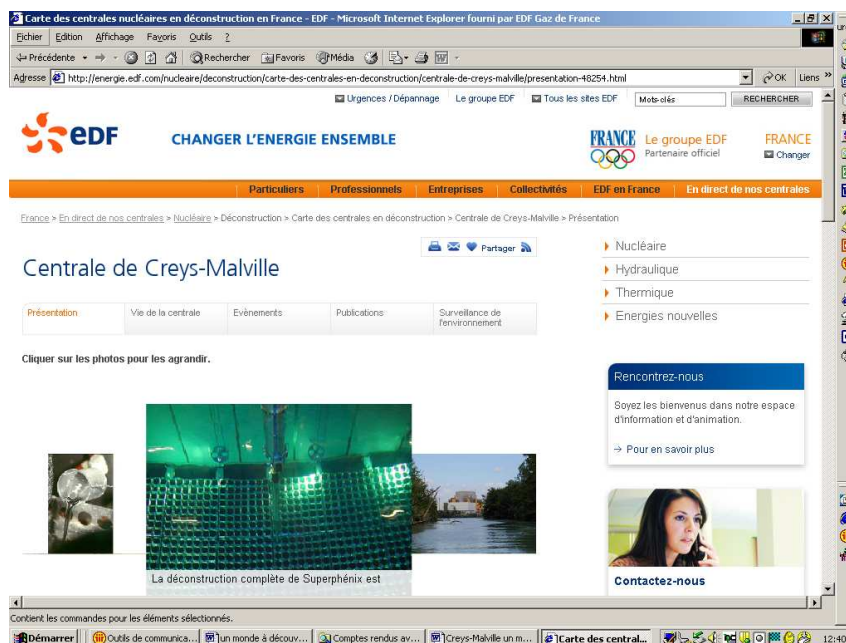 Carte des centrales nucléaires en déconstruction en France - EDF - Microsoft Internet Explorer fourni par EDF Gaz de France
Fichier Edition Affichage Favoris Outils ?
Précédente Rechercher Favoris Média
Adresse http://energie.edf.com/nucleaire/deconstruction/carte-des-centrales-en-deconstruction/centrale-de-creys-malville/presentation-48254.html OK Liens »
Urgences / Dépannage Le groupe EDF Tous les sites EDF Mots-clés RECHERCHER
eDF CHANGER L'ENERGIE ENSEMBLE FRANCE Le groupe EDF FRANCE
Partenaire officiel Changer
Particuliers Professionnels Entreprises Collectivités EDF en France En direct de nos centrales
France > En direct de nos centrales > Nucléaire > Déconstruction > Carte des centrales en déconstruction > Centrale de Creys-Malville > Présentation
Partager
Centrale de Creys-Malville
Présentation Vie de la centrale Evènements Publications Surveillance de
l'environnement
Cliquer sur les photos pour les agrandir.
La déconstruction complète de Superphénix est
Nucléaire
Hydraulique
Thermique
Energies nouvelles
Rencontrez-nous
Soyez les bienvenus dans notre espace
d'information et d'animation.
→ Pour en savoir plus
Contactez-nous
Contient les commandes pour les éléments sélectionnés.
Démarrer Outils de communica... un monde à découv... Comptes rendus av... Creys-Malville un m... Carte des central... 12:40